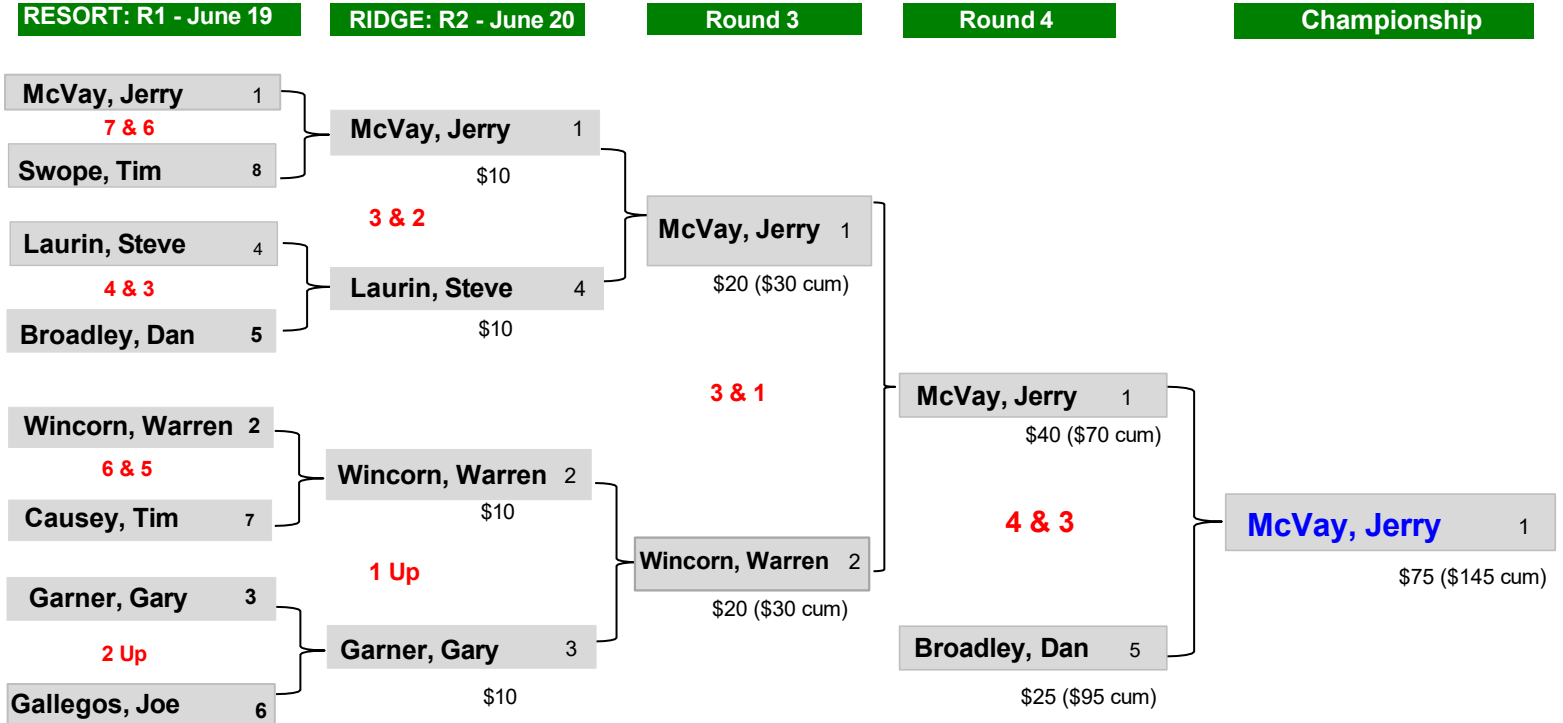 RESORT: R1 - June 19
RIDGE: R2 - June 20
Round 3
Round 4
Championship
McVay, Jerry 1
7 & 6
Swope, Tim 8
Laurin, Steve 4
4 & 3
Broadley, Dan 5
Wincorn, Warren 2
6 & 5
Causey, Tim 7
Garner, Gary 3
2 Up
Gallegos, Joe 6
McVay, Jerry 1
$10
3 & 2
Laurin, Steve 4
$10
Wincorn, Warren 2
$10
1 Up
Garner, Gary 3
$10
McVay, Jerry 1
$20 ($30 cum)
3 & 1
Wincorn, Warren 2
$20 ($30 cum)
McVay, Jerry 1
$40 ($70 cum)
4 & 3
Broadley, Dan 5
$25 ($95 cum)
McVay, Jerry 1
$75 ($145 cum)